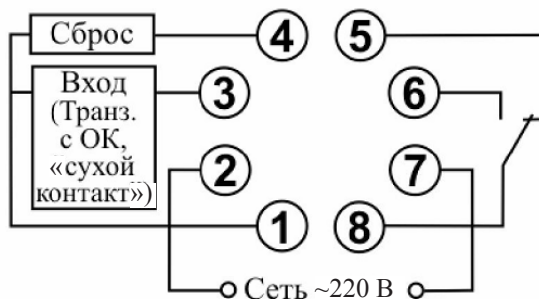 Сброс
4 5
Вход
(Транз.
с ОК,
«сухой
контакт»)
3 6
2 7
1 8
Сеть ~220 В